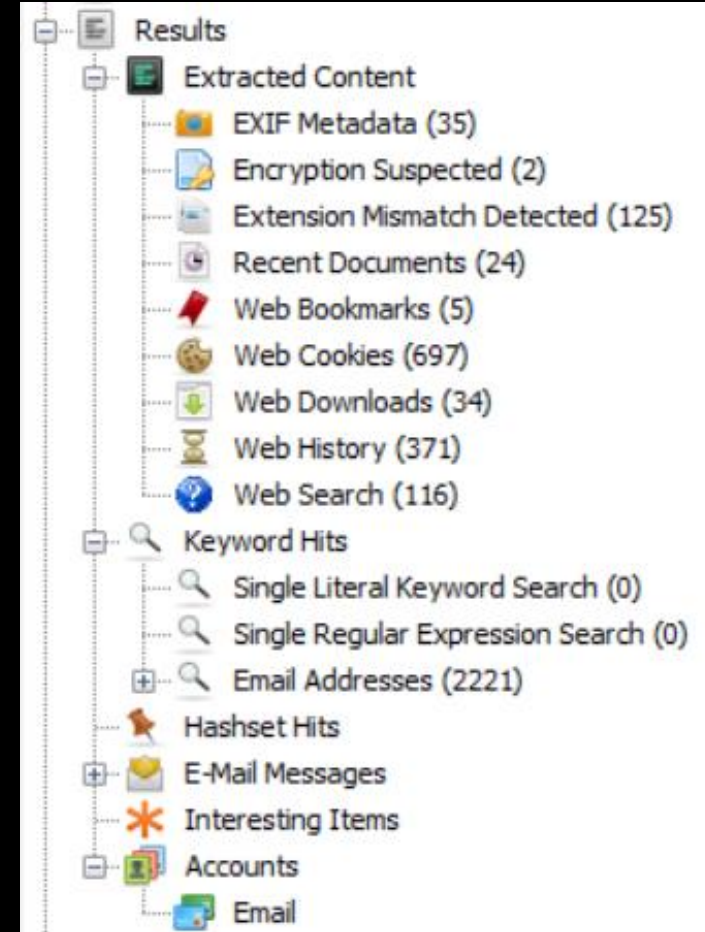 Results
Extracted Content
EXIF Metadata (35)
Encryption Suspected (2)
Extension Mismatch Detected (125)
Recent Documents (24)
Web Bookmarks (5)
Web Cookies (697)
Web Downloads (34)
Web History (371)
Web Search (116)
Keyword Hits
Single Literal Keyword Search (0)
Single Regular Expression Search (0)
Email Addresses (2221)
Hashset Hits
E-Mail Messages
Interesting Items
Accounts
Email